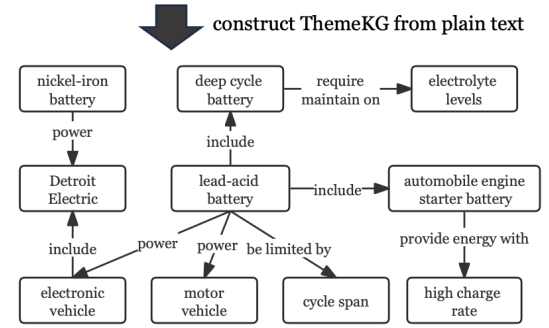 construct ThemeKG from plain text
nickel-iron
battery
deep cycle
battery
require
maintain on
electrolyte
levels
power
include
Detroit
Electric
lead-acid
battery
include
automobile engine
starter battery
include
power
power
be limited by
provide energy with
electronic
vehicle
motor
vehicle
cycle span
high charge
rate